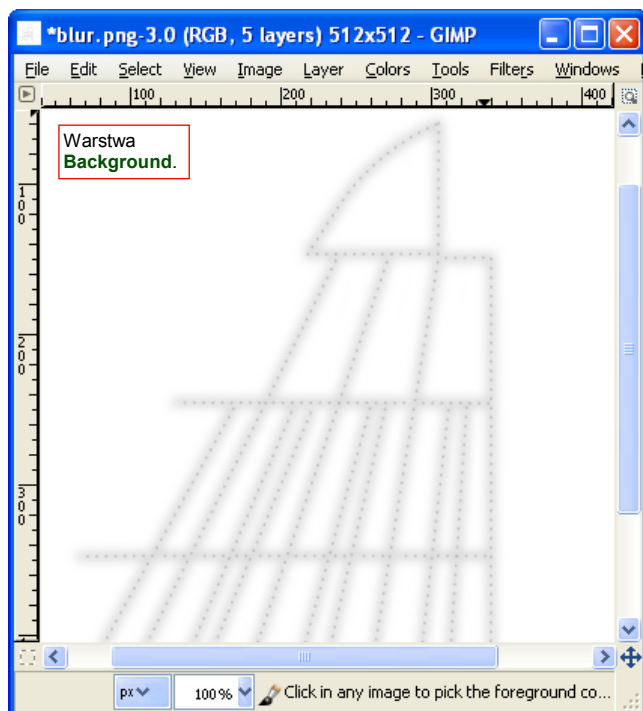 *blur.png-3.0 (RGB, 5 layers) 512x512 - GIMP
File Edit Select View Image Layer Colors Tools Filters Windows
100 200 300 400
Warstwa
Background.
100
200
300
px 100% Click in any image to pick the foreground co...